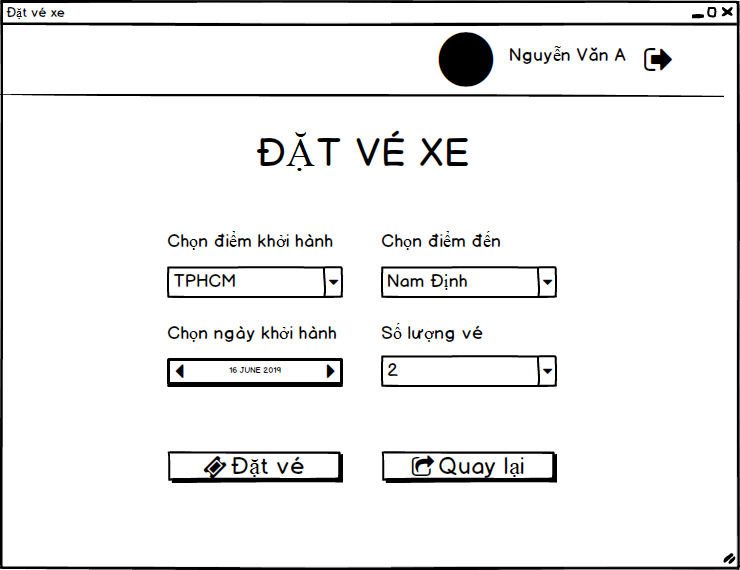 Đặt vé xe
Nguyễn Văn A
ĐẶT VÉ XE
Chọn điểm khởi hành
Chọn điểm đến
TPHCM
Nam Định
Chọn ngày khởi hành
Số lượng vé
16 JUNE 2019
2
Đặt vé
Quay lại